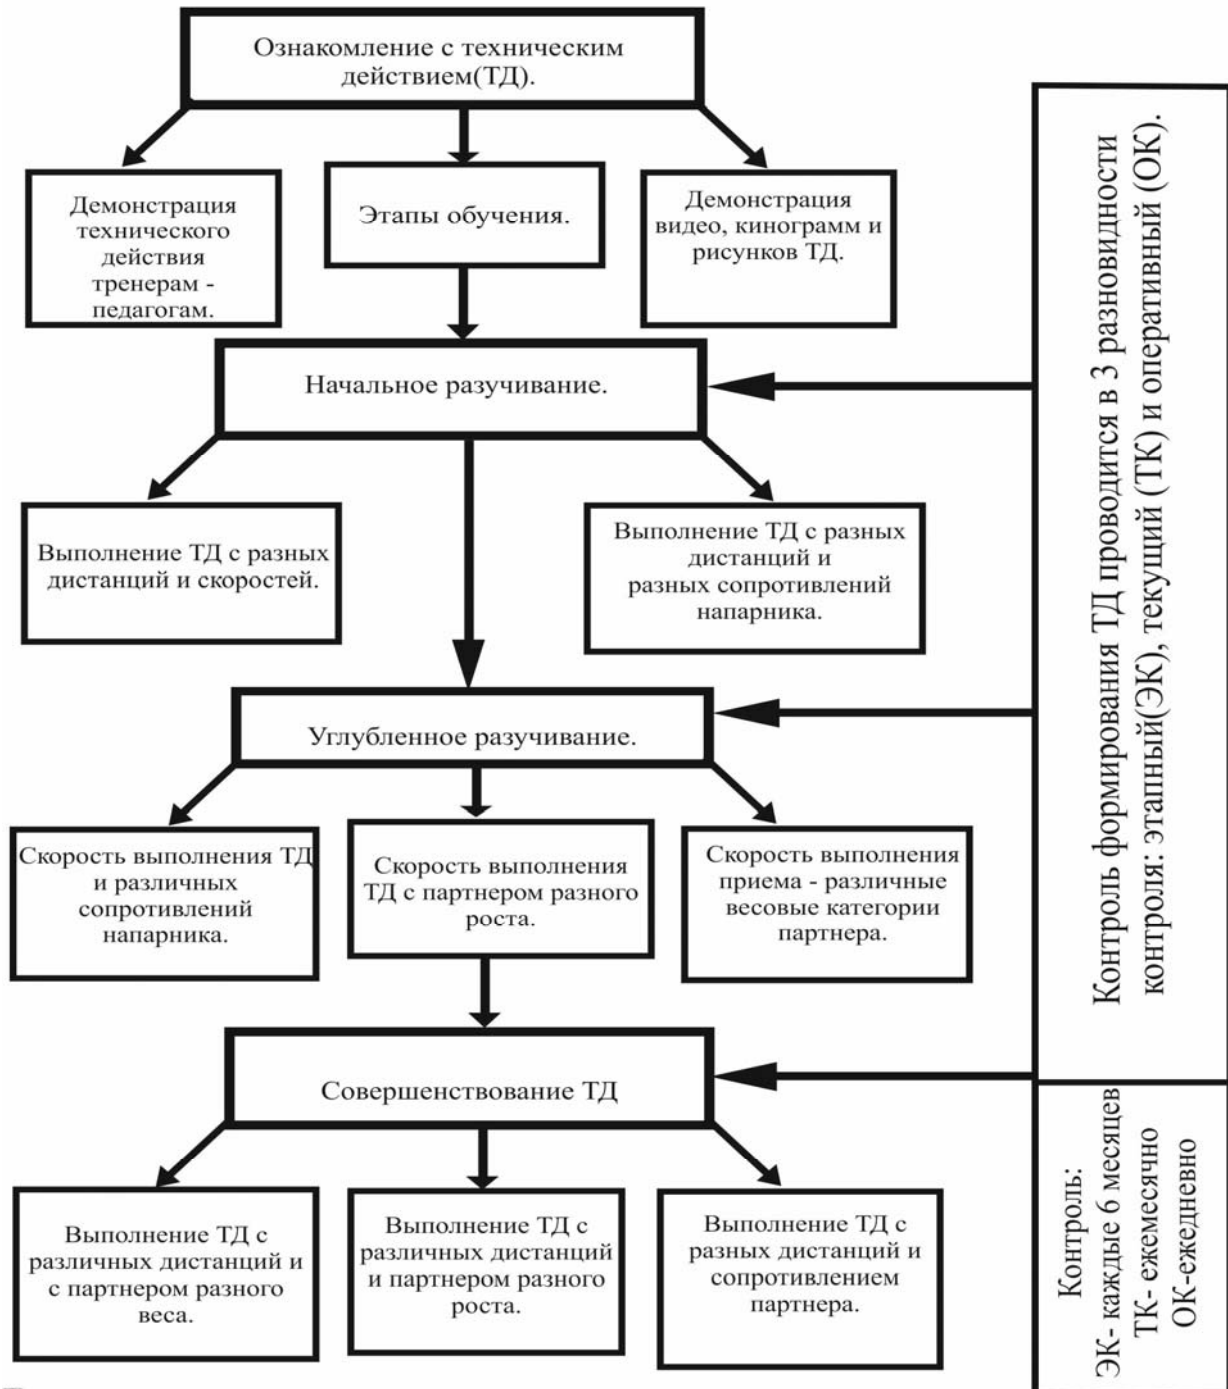 Ознакомление с техническим
действием(ТД).
Демонстрация
технического
действия
тренерам -
педагогам.
Этапы обучения.
Демонстрация
видео, кинограмм и
рисунков ТД.
Начальное разучивание.
Выполнение ТД с разных
дистанций и скоростей.
Выполнение ТД с разных
дистанций и
разных сопротивлений
напарника.
Углубленное разучивание.
Скорость выполнения ТД
и различных
сопротивлений
напарника.
Скорость выполнения
ТД с партнером разного
роста.
Скорость выполнения
приема - различные
весовые категории
партнера.
Совершенствование ТД
Выполнение ТД с
различных дистанций и
с партнером разного
веса.
Выполнение ТД с
различных дистанций
и партнером разного
роста.
Выполнение ТД с
разных дистанций и
сопротивлением
партнера.
Контроль формирования ТД проводится в 3 разновидности
контроля: этапный(ЭК), текущий (ТК) и оперативный (ОК).
Контроль:
ЭК- каждые 6 месяцев
ТК- ежемесячно
ОК-ежедневно